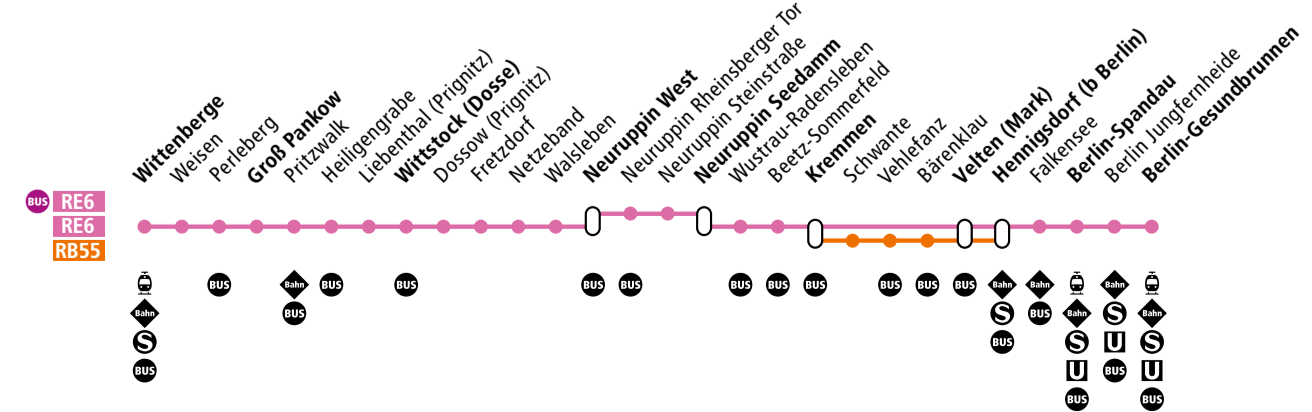 Wittenberge
Weisen
Perleberg
Groß Pankow
Pritzwalk
Heiligengrabe
Liebenthal (Prignitz)
Wittstock (Dosse)
Dossow (Prignitz)
Fretzdorf
Netzeband
Walsleben
Neuruppin West
Neuruppin Rheinsberger Tor
Neuruppin Steinstraße
Neuruppin Seedamm
Wustrau-Radensleben
Beetz-Sommerfeld
Kremmen
Schwante
Vehlefanz
Bärenklau
Velten (Mark)
Hennigsdorf (b Berlin)
Falkensee
Berlin-Spandau
Berlin Jungfernheide
Berlin-Gesundbrunnen
BUS RE6
RE6
RB55
BUS Bahn BUS BUS BUS BUS BUS BUS BUS BUS BUS BUS Bahn Bahn Bahn
Bahn BUS S BUS Bahn S Bahn
S BUS S U S
BUS U BUS U
BUS BUS